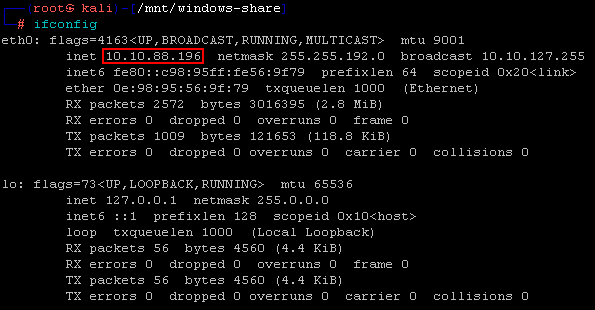 (root㉿kali)-[/mnt/windows-share]
# ifconfig
eth0: flags=4163<UP,BROADCAST,RUNNING,MULTICAST>  mtu 9001
        inet 10.10.88.196  netmask 255.255.192.0  broadcast 10.10.127.255
        inet6 fe80::c98:95ff:fe56:9f79  prefixlen 64  scopeid 0x20<link>
        ether 0e:98:95:56:9f:79  txqueuelen 1000  (Ethernet)
        RX packets 2572  bytes 3016395 (2.8 MiB)
        RX errors 0  dropped 0  overruns 0  frame 0
        TX packets 1009  bytes 121653 (118.8 KiB)
        TX errors 0  dropped 0 overruns 0  carrier 0  collisions 0
lo: flags=73<UP,LOOPBACK,RUNNING>  mtu 65536
        inet 127.0.0.1  netmask 255.0.0.0
        inet6 ::1  prefixlen 128  scopeid 0x10<host>
        loop  txqueuelen 1000  (Local Loopback)
        RX packets 56  bytes 4560 (4.4 KiB)
        RX errors 0  dropped 0  overruns 0  frame 0
        TX packets 56  bytes 4560 (4.4 KiB)
        TX errors 0  dropped 0 overruns 0  carrier 0  collisions 0